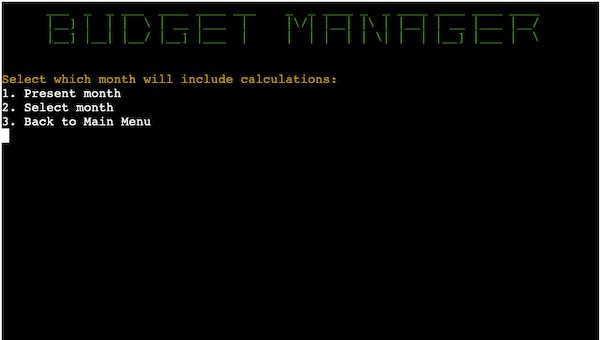 BUDGET MANAGER
Select which month will include calculations:
1. Present month
2. Select month
3. Back to Main Menu